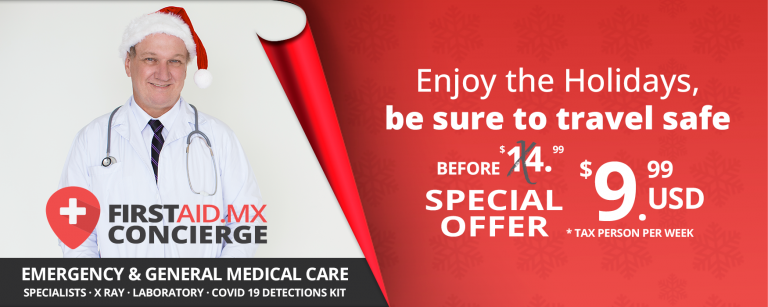 FIRSTAID.MX
CONCIERGE
EMERGENCY & GENERAL MEDICAL CARE
SPECIALISTS · X RAY · LABORATORY · COVID 19 DETECTIONS KIT
Enjoy the Holidays,
be sure to travel safe
BEFORE $14.99
SPECIAL
OFFER
$9.99
USD
* TAX PERSON PER WEEK